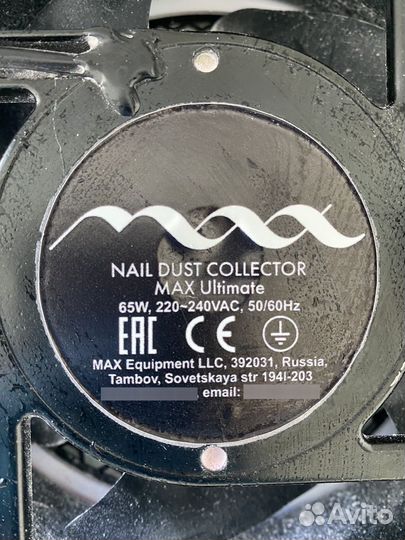 max
NAIL DUST COLLECTOR
MAX Ultimate
65W, 220~240VAC, 50/60Hz
EAC CE
MAX Equipment LLC, 392031, Russia,
Tambov, Sovetskaya str 194I-203
email:
Avito